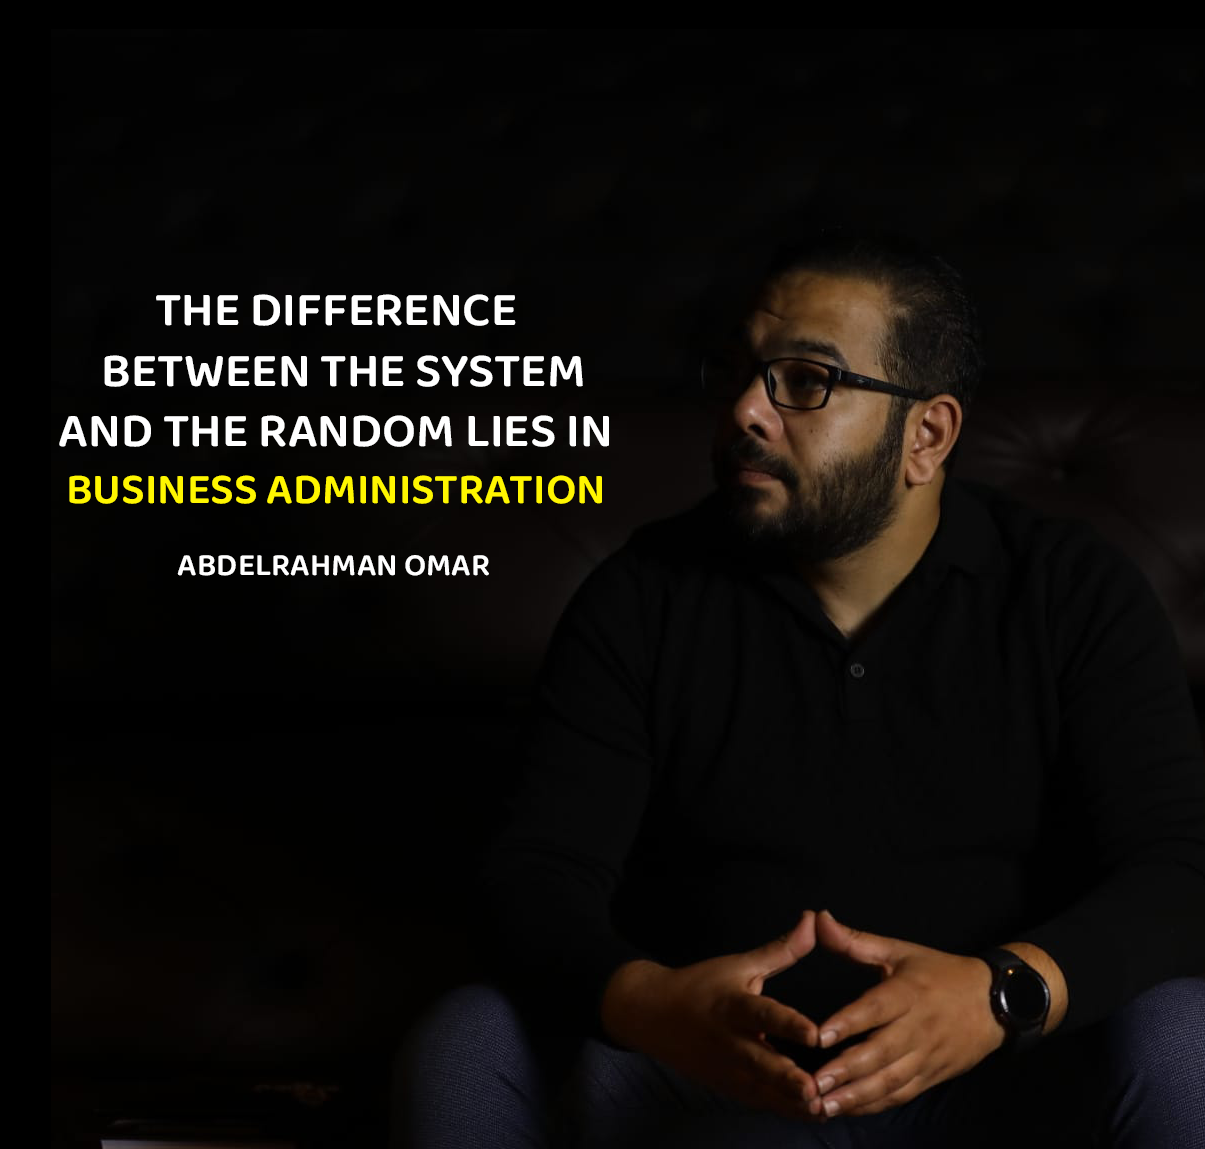 THE DIFFERENCE
BETWEEN THE SYSTEM
AND THE RANDOM LIES IN
BUSINESS ADMINISTRATION
ABDELRAHMAN OMAR